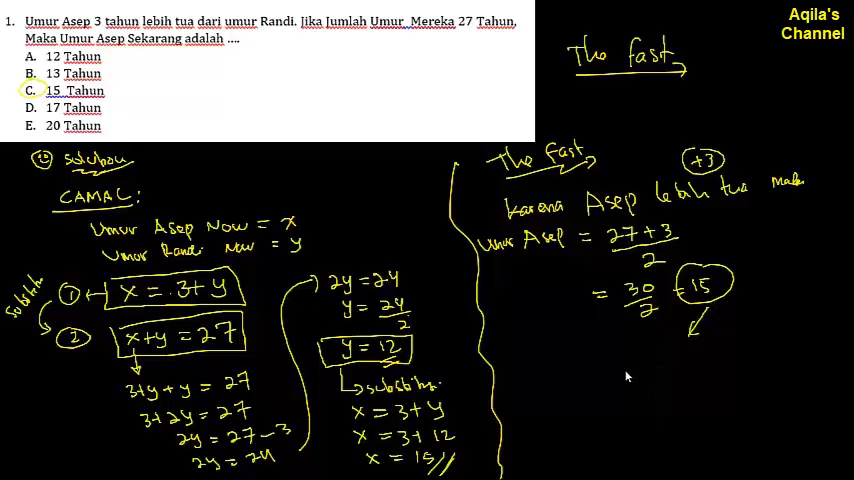 Aqila's
Channel
1. Umur Asep 3 tahun lebih tua dari umur Randi. Jika Jumlah Umur Mereka 27 Tahun,
Maka Umur Asep Sekarang adalah ....
A. 12 Tahun
B. 13 Tahun
C. 15 Tahun
D. 17 Tahun
E. 20 Tahun
The fast
Solution
CAMAL:
Umur Asep Now = x
Umur Randi Now = y
substitusi
1 x = 3+y
2 x+y = 27
3+y+y = 27
3+2y = 27
2y = 27-3
2y = 24
2y = 24
y = 24/2
y = 12
substitusi
x = 3+y
x = 3+12
x = 15//
The Fast
+3
karena Asep lebih tua maka
Umur Asep = 27+3/2
= 30/2 = 15